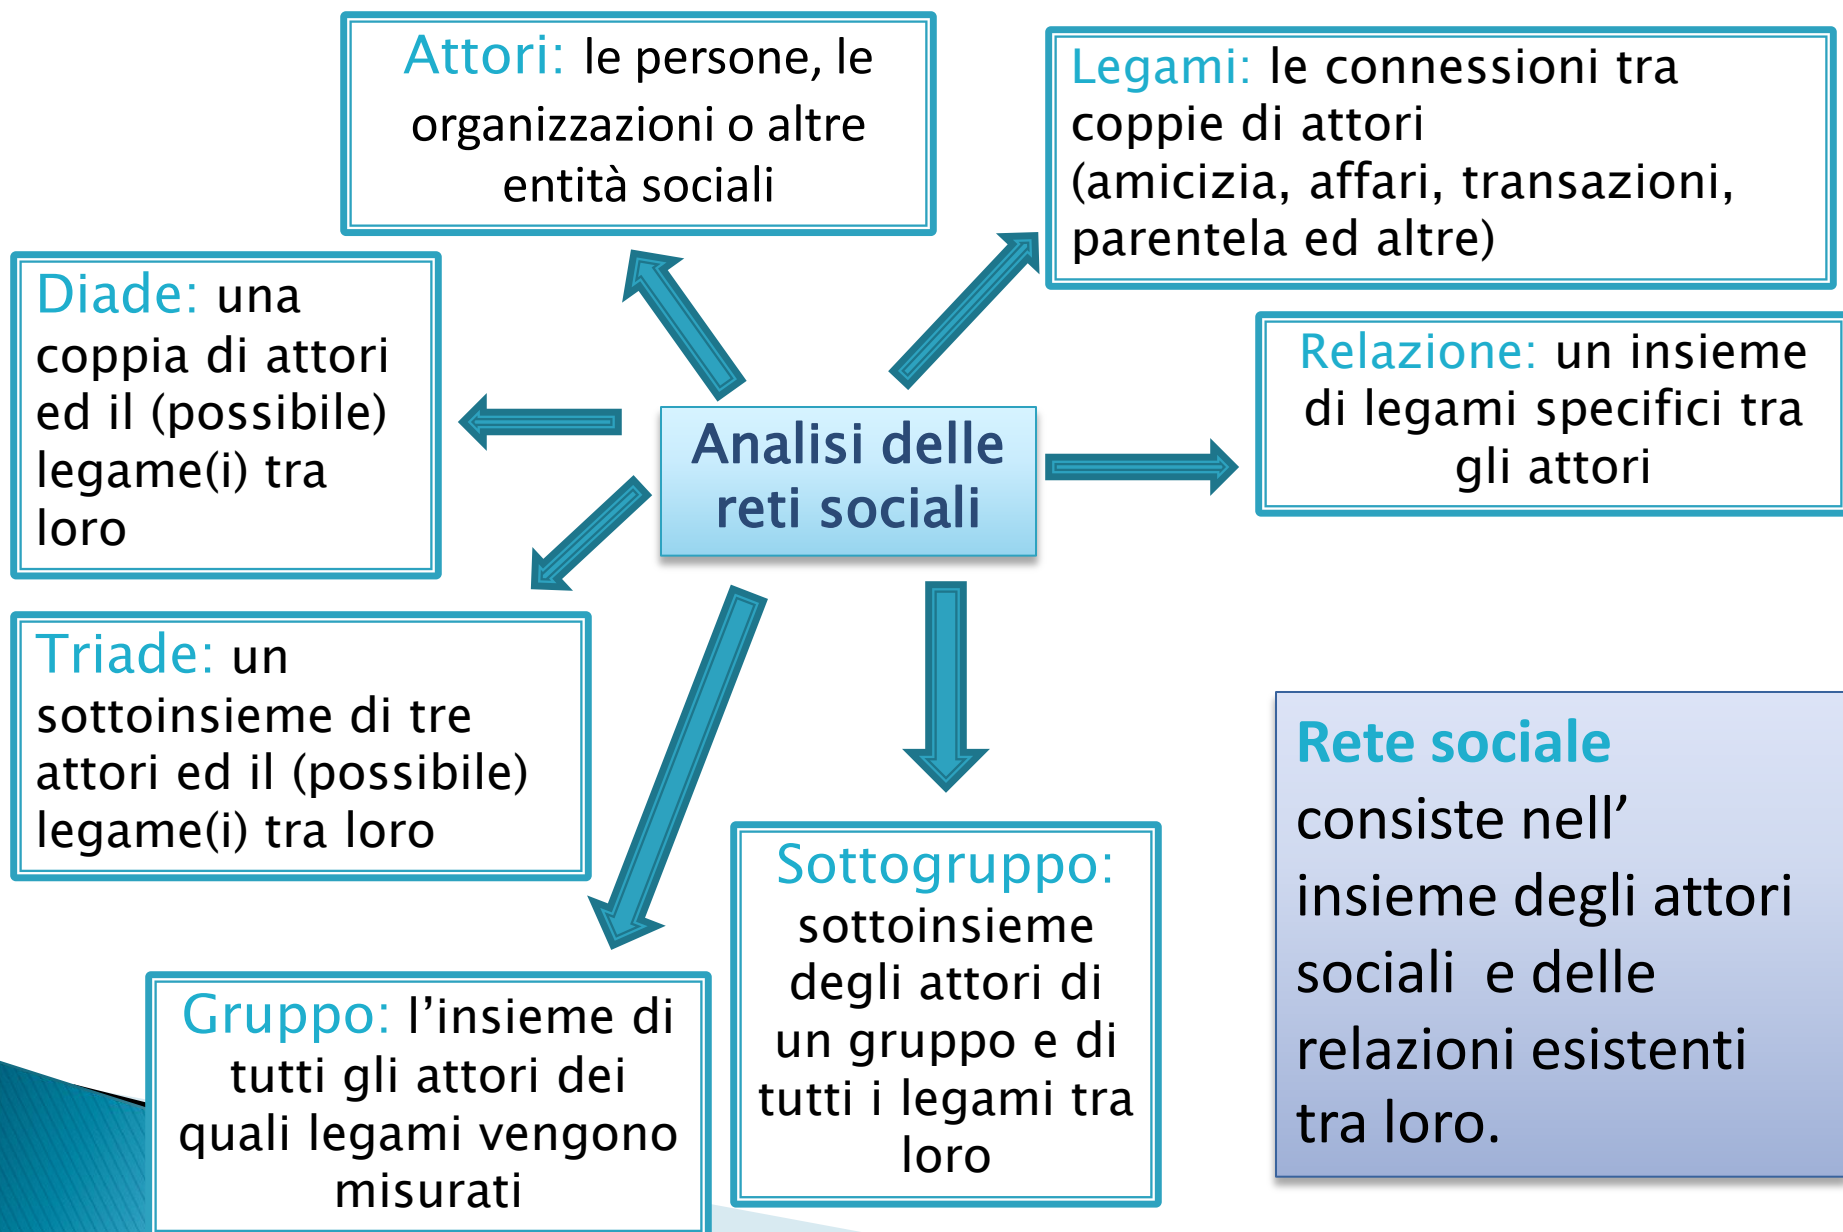 Attori: le persone, le
organizzazioni o altre
entità sociali
Legami: le connessioni tra
coppie di attori
(amicizia, affari, transazioni,
parentela ed altre)
Diade: una
coppia di attori
ed il (possibile)
legame(i) tra
loro
Relazione: un insieme
di legami specifici tra
gli attori
Analisi delle
reti sociali
Triade: un
sottoinsieme di tre
attori ed il (possibile)
legame(i) tra loro
Rete sociale
consiste nell’
insieme degli attori
sociali e delle
relazioni esistenti
tra loro.
Sottogruppo:
sottoinsieme
degli attori di
un gruppo e di
tutti i legami tra
loro
Gruppo: l’insieme di
tutti gli attori dei
quali legami vengono
misurati